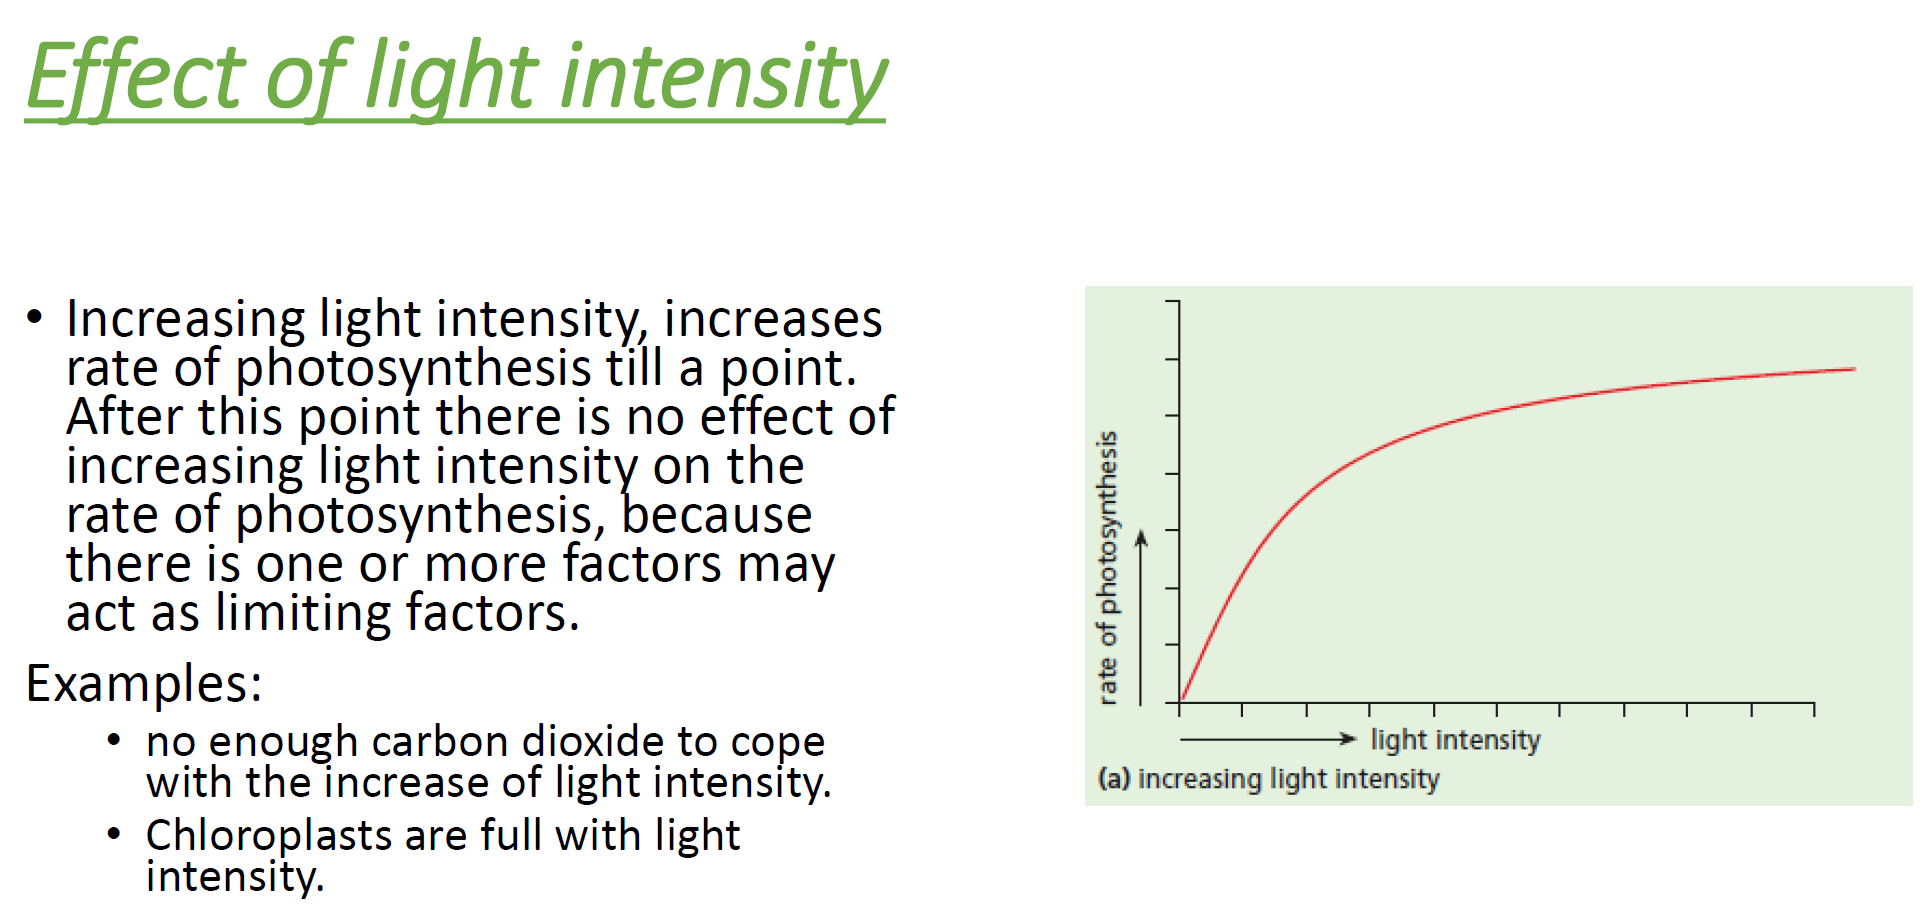 Effect of light intensity
• Increasing light intensity, increases
rate of photosynthesis till a point.
After this point there is no effect of
increasing light intensity on the
rate of photosynthesis, because
there is one or more factors may
act as limiting factors.
Examples:
• no enough carbon dioxide to cope
with the increase of light intensity.
• Chloroplasts are full with light
intensity.
rate of photosynthesis
light intensity
(a) increasing light intensity